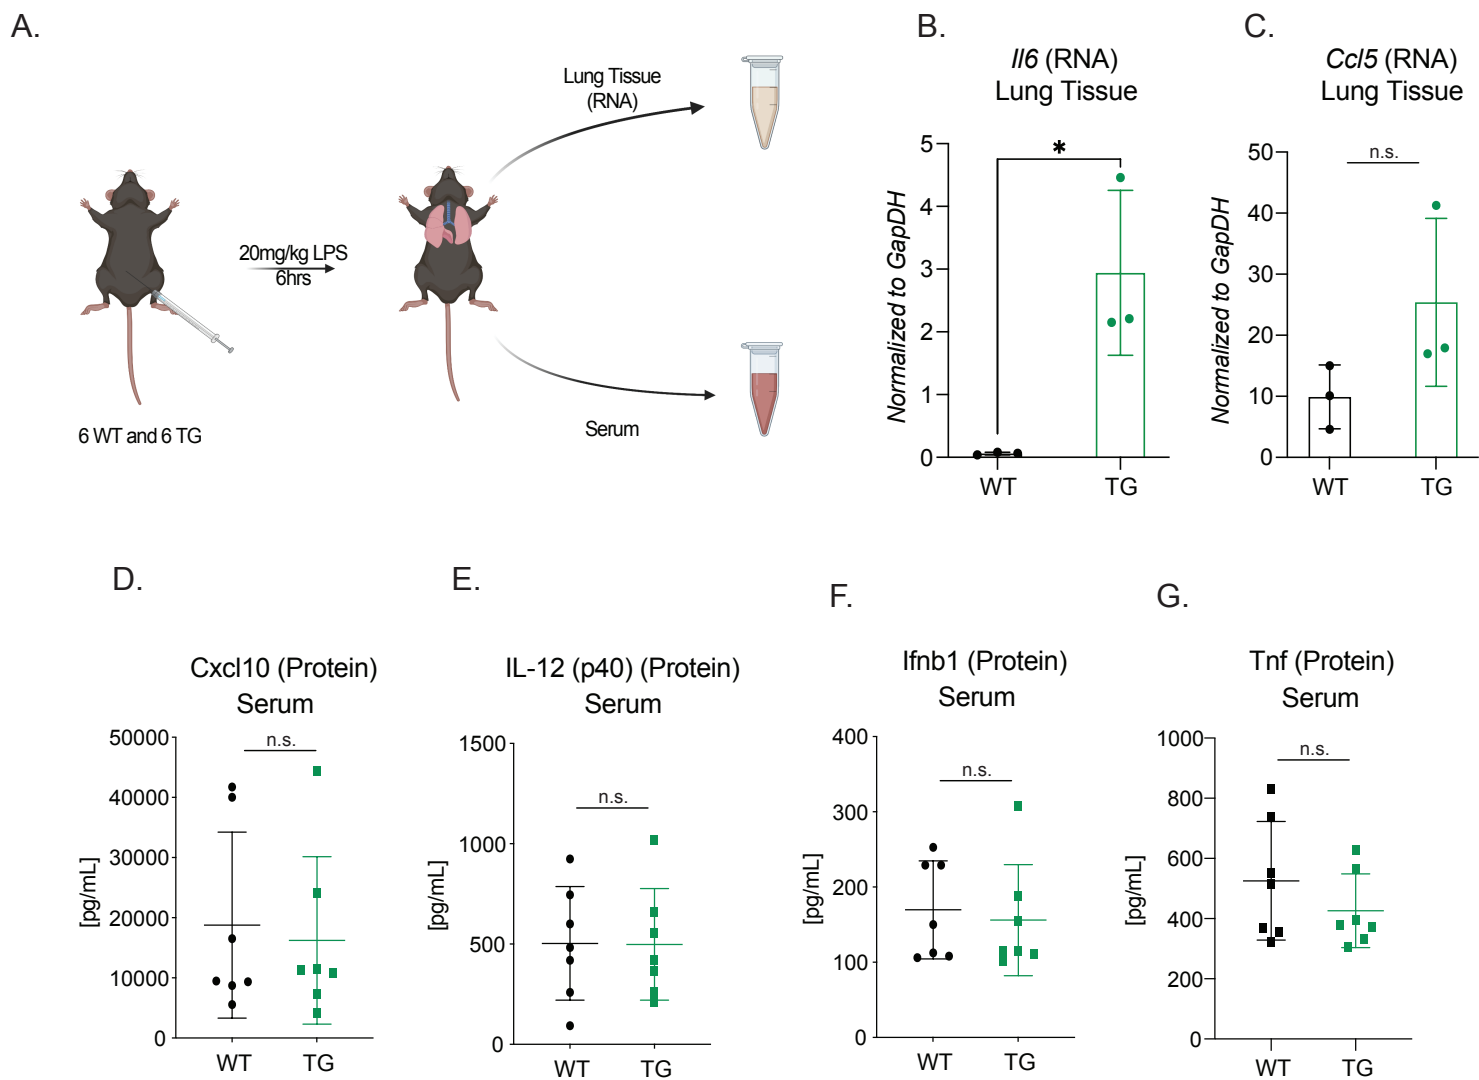 A.
Lung Tissue
(RNA)
20mg/kg LPS
6hrs
6 WT and 6 TG
Serum
B.
Il6 (RNA)
Lung Tissue
Normalized to GapDH
5
4
3
2
1
0
*
WT
TG
C.
Ccl5 (RNA)
Lung Tissue
Normalized to GapDH
50
40
30
20
10
0
n.s.
WT
TG
D.
Cxcl10 (Protein)
Serum
[pg/mL]
50000
40000
30000
20000
10000
0
n.s.
WT
TG
E.
IL-12 (p40) (Protein)
Serum
[pg/mL]
1500
1000
500
0
n.s.
WT
TG
F.
Ifnb1 (Protein)
Serum
[pg/mL]
400
300
200
100
0
n.s.
WT
TG
G.
Tnf (Protein)
Serum
[pg/mL]
1000
800
600
400
200
0
n.s.
WT
TG